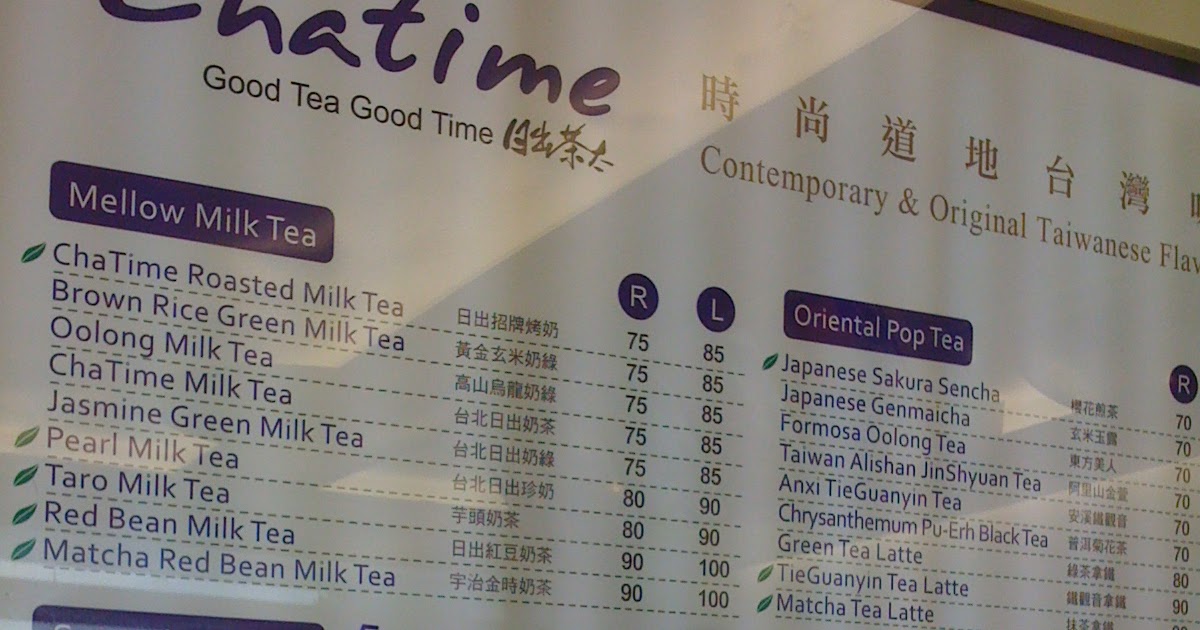 Chatime
Good Tea Good Time 日出茶太
時尚道地台灣
Contemporary & Original Taiwanese Flav
Mellow Milk Tea
R L
ChaTime Roasted Milk Tea 日出招牌烤奶 75 85
Brown Rice Green Milk Tea 黃金玄米奶綠 75 85
Oolong Milk Tea 高山烏龍奶綠 75 85
ChaTime Milk Tea 台北日出奶茶 75 85
Jasmine Green Milk Tea 台北日出奶綠 75 85
Pearl Milk Tea 台北日出珍奶 80 90
Taro Milk Tea 芋頭奶茶 80 90
Red Bean Milk Tea 日出紅豆奶茶 90 100
Matcha Red Bean Milk Tea 宇治金時奶茶 90 100
Oriental Pop Tea
R
Japanese Sakura Sencha 櫻花煎茶 70
Japanese Genmaicha 玄米玉露 70
Formosa Oolong Tea 東方美人 70
Taiwan Alishan JinShyuan Tea 阿里山金萱 70
Anxi TieGuanyin Tea 安溪鐵觀音 70
Chrysanthemum Pu-Erh Black Tea 普洱菊花茶 70
Green Tea Latte 綠茶拿鐵 80
TieGuanyin Tea Latte 鐵觀音拿鐵 90
Matcha Tea Latte 抹茶拿鐵